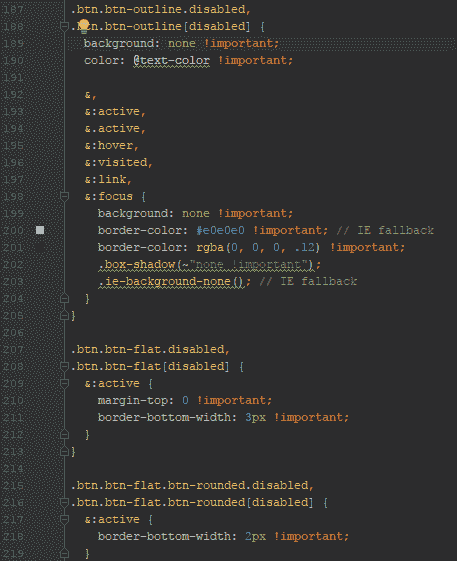 187 .btn.btn-outline.disabled,
188 .btn.btn-outline[disabled] {
189   background: none !important;
190   color: @text-color !important;
191
192   &,
193   &:active,
194   &.active,
195   &:hover,
196   &:visited,
197   &:link,
198   &:focus {
199     background: none !important;
200     border-color: #e0e0e0 !important; // IE fallback
201     border-color: rgba(0, 0, 0, .12) !important;
202     .box-shadow(~"none !important");
203     .ie-background-none(); // IE fallback
204   }
205 }
206
207 .btn.btn-flat.disabled,
208 .btn.btn-flat[disabled] {
209   &:active {
210     margin-top: 0 !important;
211     border-bottom-width: 3px !important;
212   }
213 }
214
215 .btn.btn-flat.btn-rounded.disabled,
216 .btn.btn-flat.btn-rounded[disabled] {
217   &:active {
218     border-bottom-width: 2px !important;
219   }